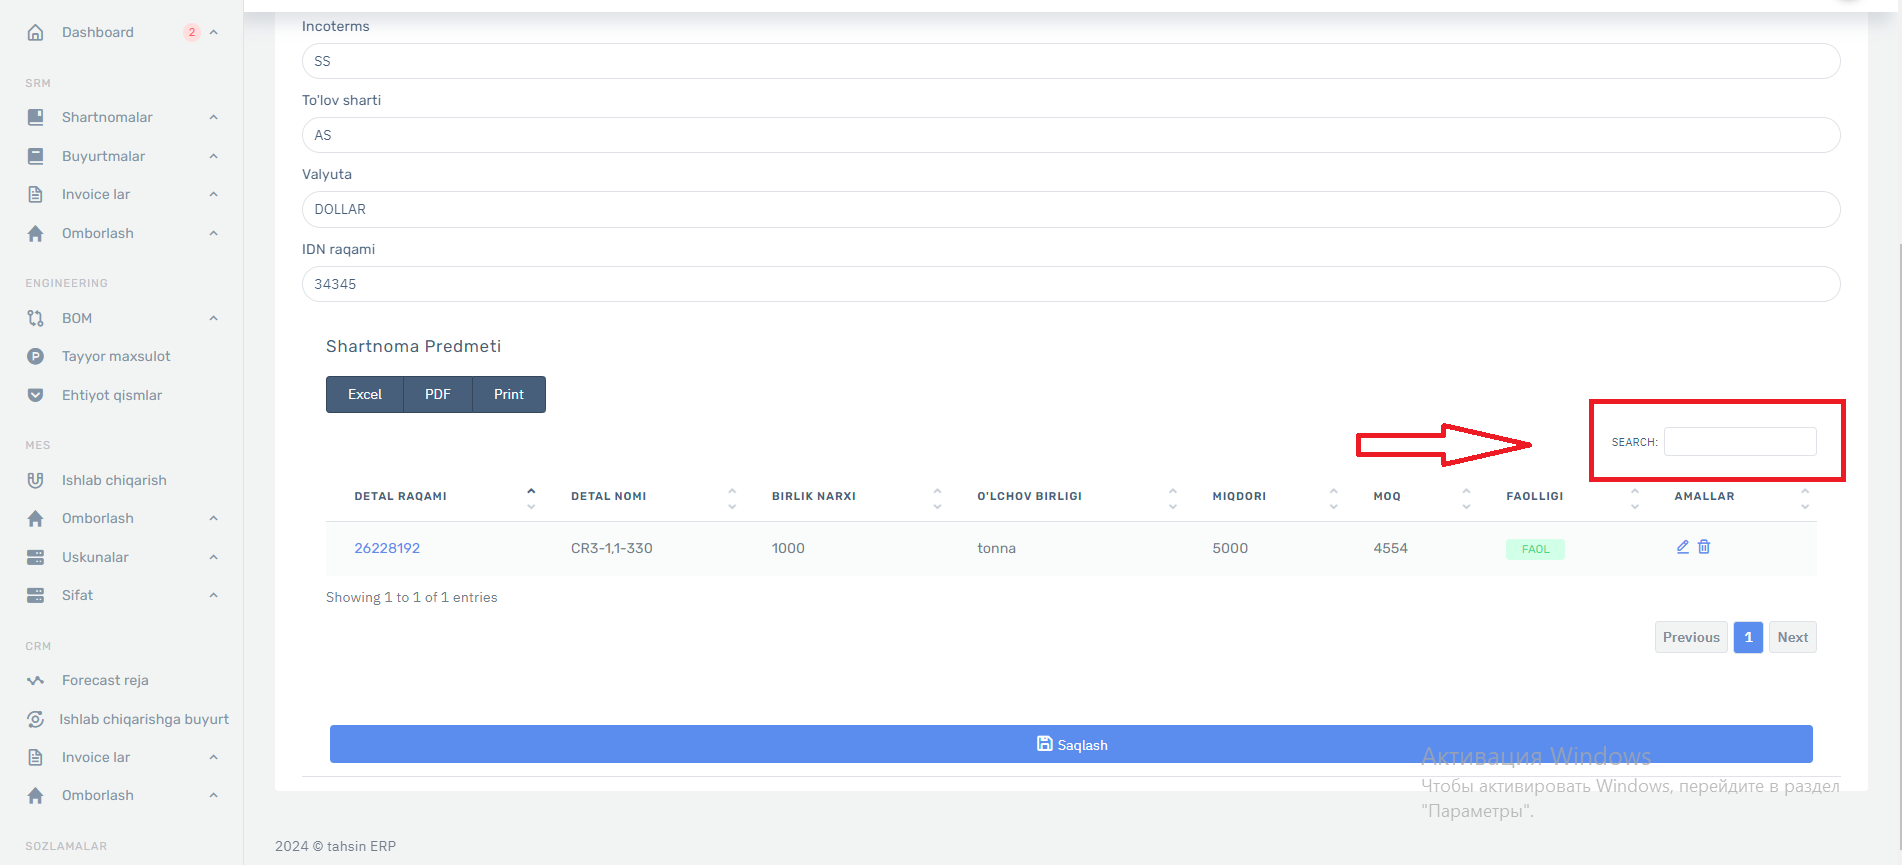 Dashboard 2
SRM
Shartnomalar
Buyurtmalar
Invoice lar
Omborlash
ENGINEERING
BOM
Tayyor maxsulot
Ehtiyot qismlar
MES
Ishlab chiqarish
Omborlash
Uskunalar
Sifat
CRM
Forecast reja
Ishlab chiqarishga buyurt
Invoice lar
Omborlash
SOZLAMALAR
Incoterms
SS
To'lov sharti
AS
Valyuta
DOLLAR
IDN raqami
34345
Shartnoma Predmeti
Excel PDF Print
SEARCH:
DETAL RAQAMI DETAL NOMI BIRLIK NARXI O'LCHOV BIRLIGI MIQDORI MOQ FAOLLIGI AMALLAR
26228192 CR3-1,1-330 1000 tonna 5000 4554 FAOL
Showing 1 to 1 of 1 entries
Previous 1 Next
Saqlash
Активация Windows
Чтобы активировать Windows, перейдите в раздел
"Параметры".
2024 © tahsin ERP